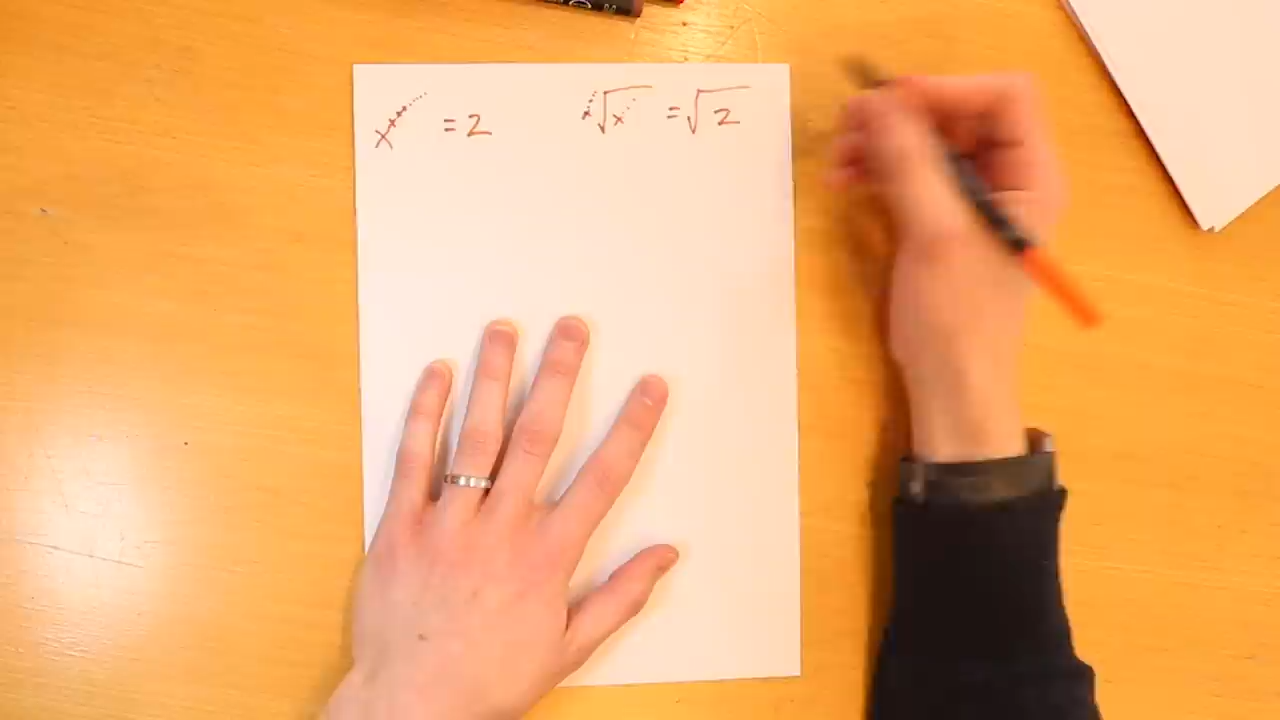 x^x^x^x^... = 2    ^x^⋰√x^⋰ = √2